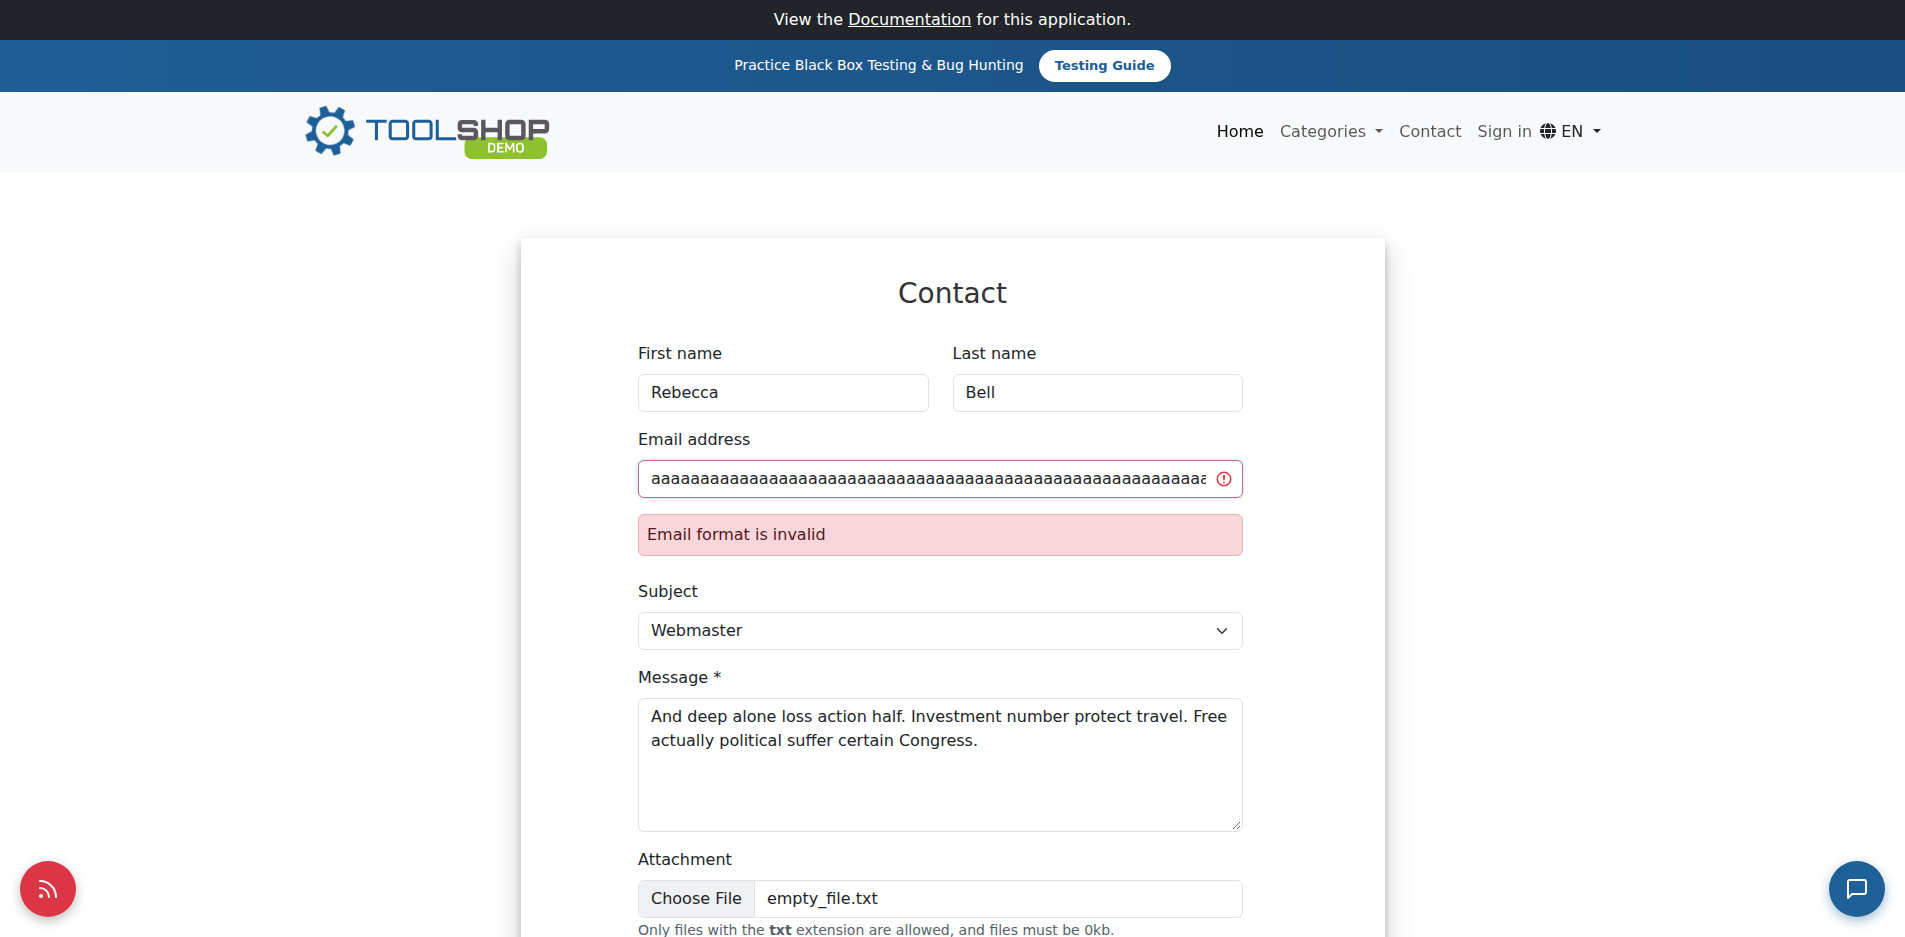 View the Documentation for this application.
Practice Black Box Testing & Bug Hunting Testing Guide
TOOLSHOP
DEMO
Home Categories Contact Sign in EN
Contact
First name Last name
Rebecca Bell
Email address
aaaaaaaaaaaaaaaaaaaaaaaaaaaaaaaaaaaaaaaaaaaaaaaaaaaaaaaaa
Email format is invalid
Subject
Webmaster
Message *
And deep alone loss action half. Investment number protect travel. Free
actually political suffer certain Congress.
Attachment
Choose File empty_file.txt
Only files with the txt extension are allowed, and files must be 0kb.